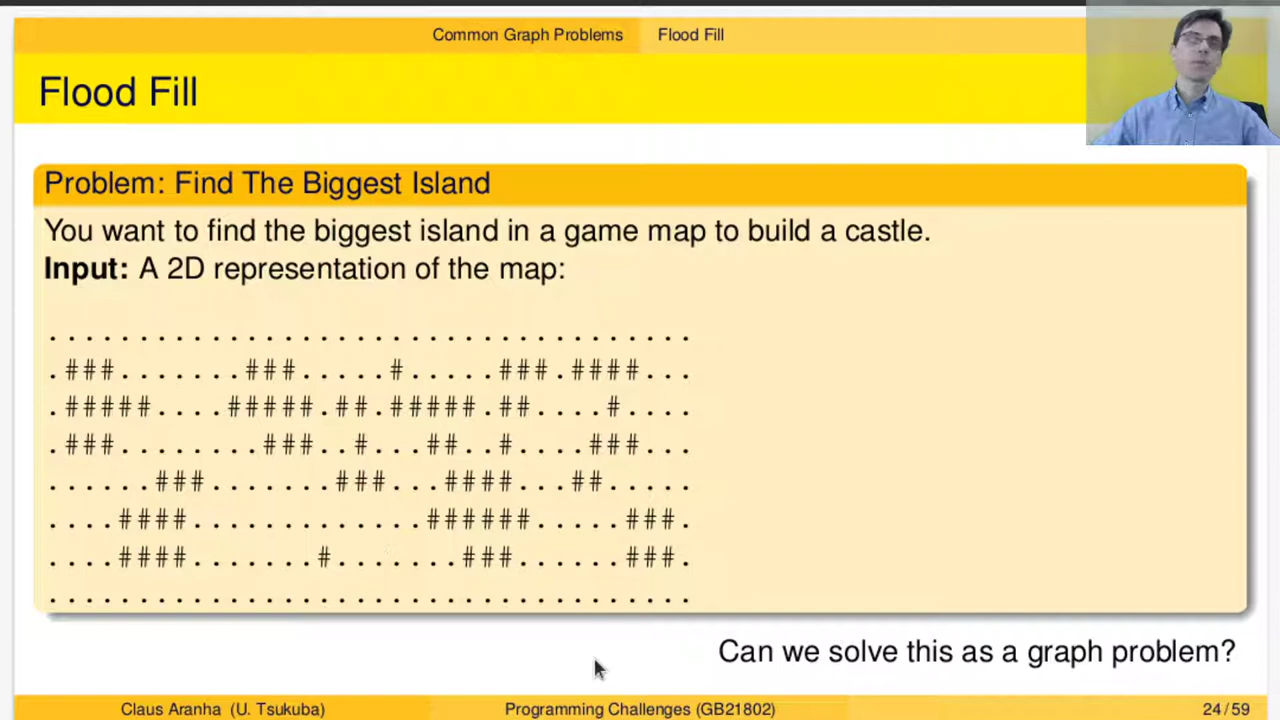 Common Graph Problems Flood Fill
Flood Fill
Problem: Find The Biggest Island
You want to find the biggest island in a game map to build a castle.
Input: A 2D representation of the map:
....................................
.###.......###.....#.....###.####...
.#####....#####.##.#####.##....#....
.###........###..#...##..#....###...
......###.......###...####...##.....
....####.............######.....###.
....####.......#.......###......###.
....................................
Can we solve this as a graph problem?
Claus Aranha (U. Tsukuba) Programming Challenges (GB21802) 24 / 59